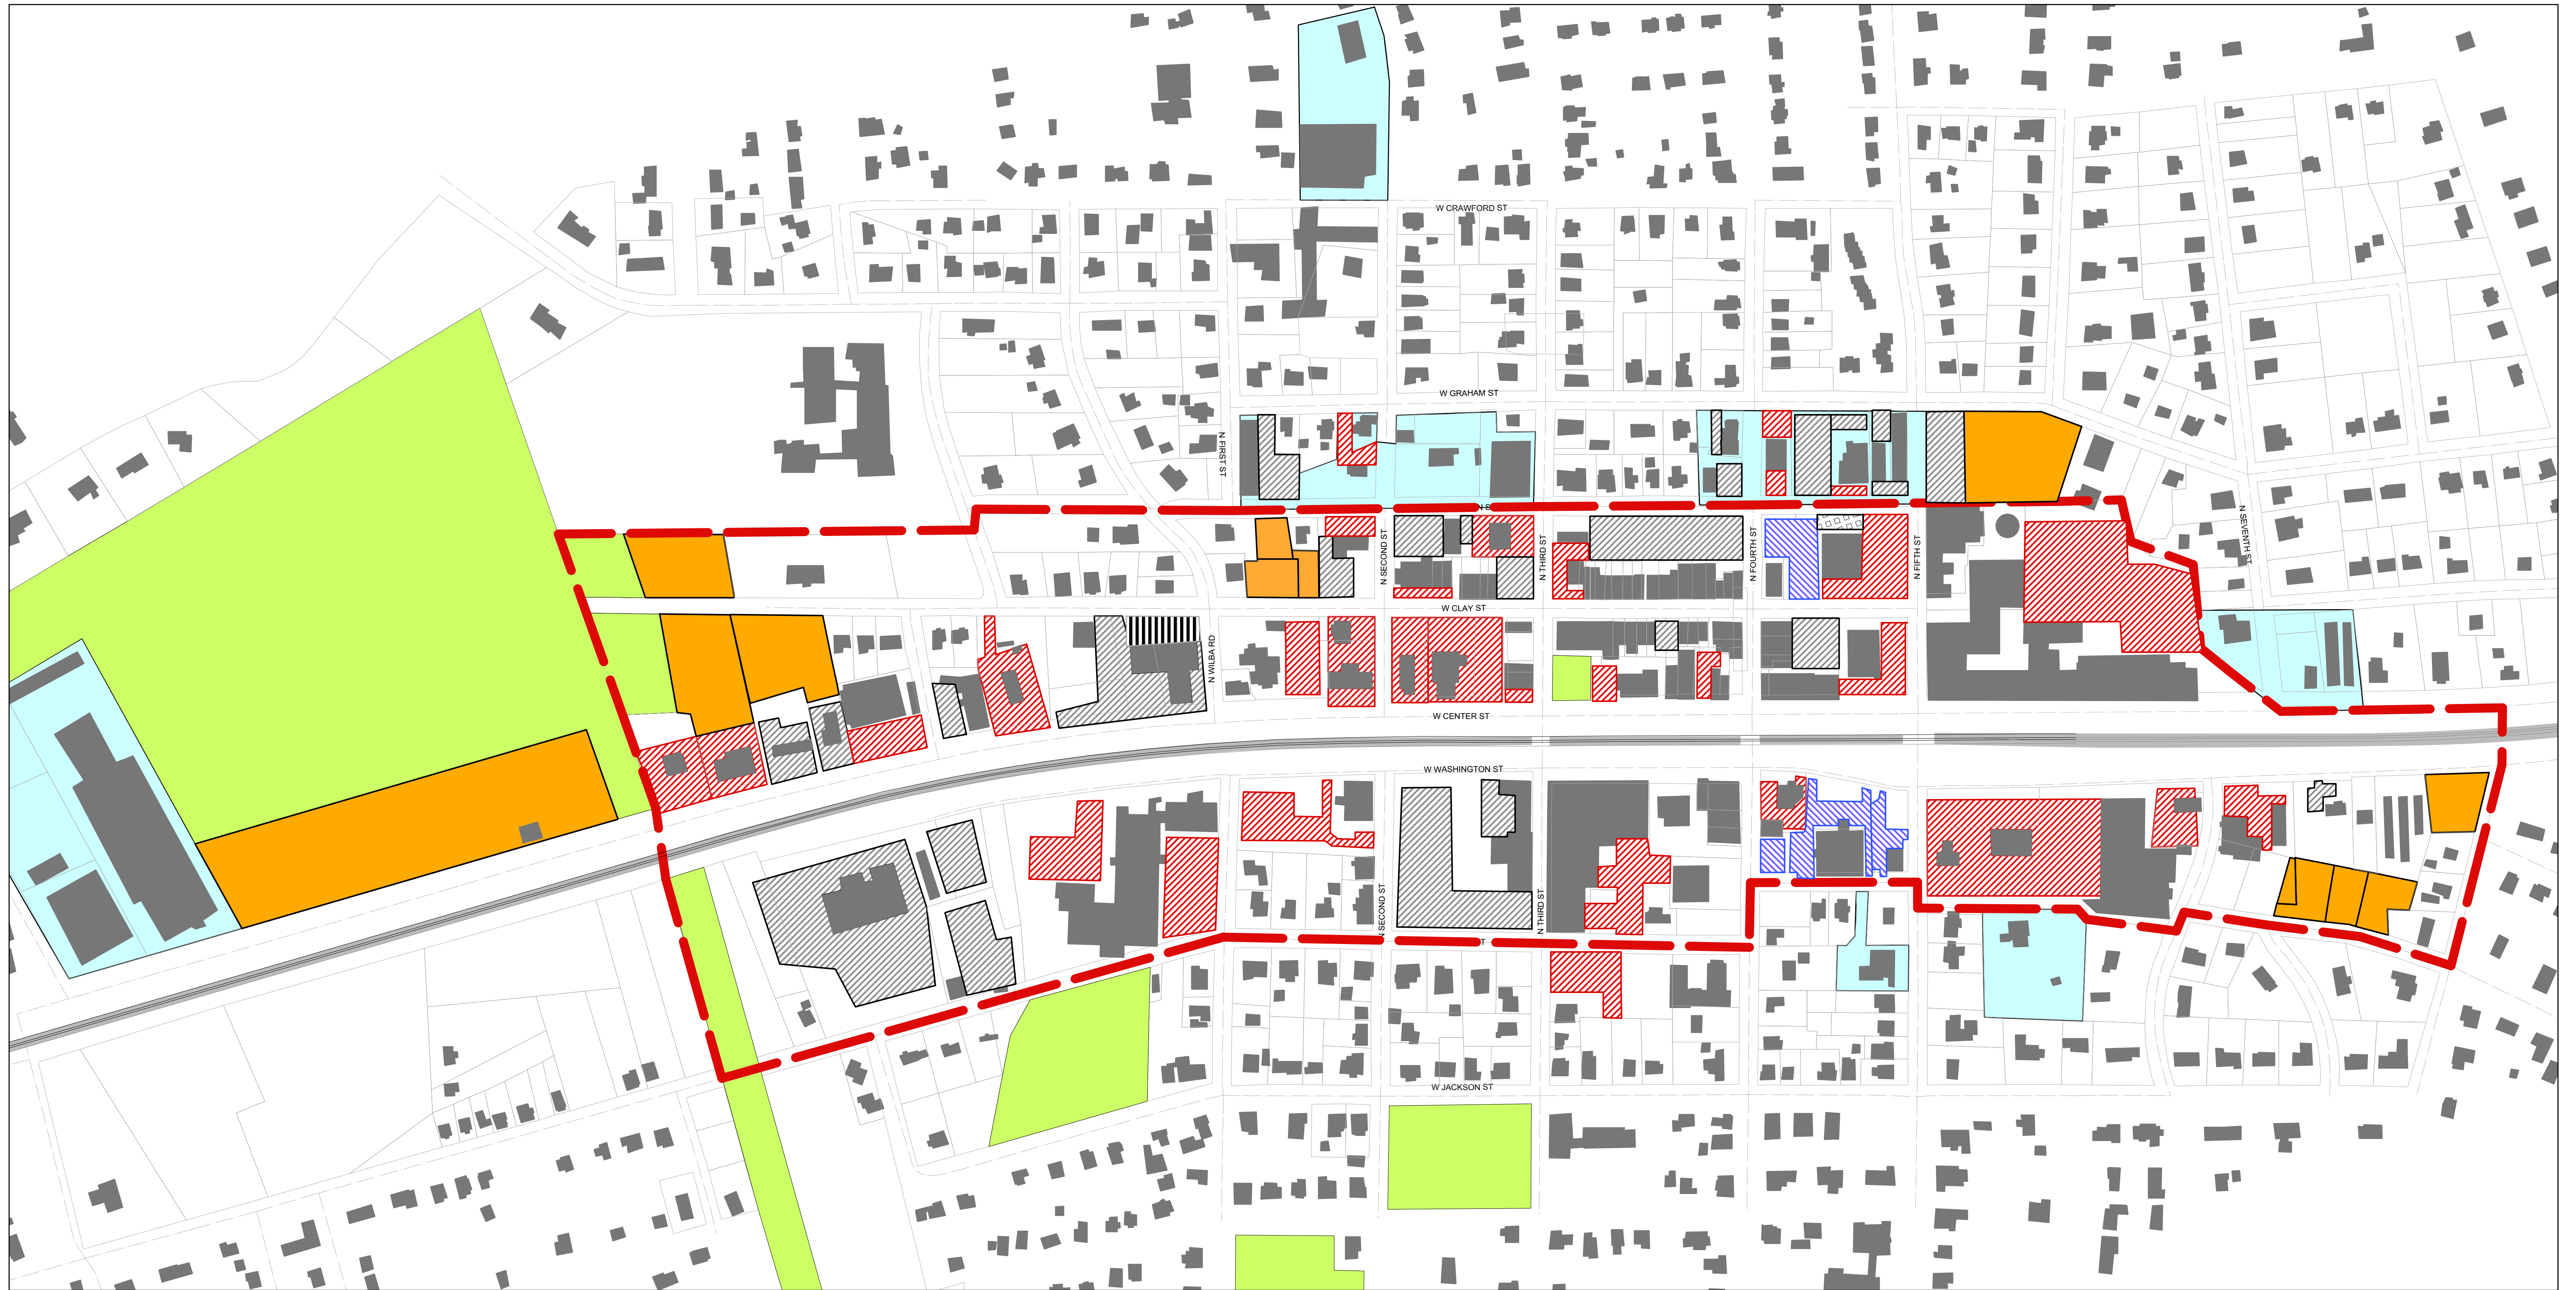 W CRAWFORD ST
W GRAHAM ST
N FIRST ST
N SEVENTH ST
N SECOND ST
N THIRD ST
N FOURTH ST
N FIFTH ST
W CLAY ST
N WILBA RD
W CENTER ST
W WASHINGTON ST
N SECOND ST
N THIRD ST
W JACKSON ST